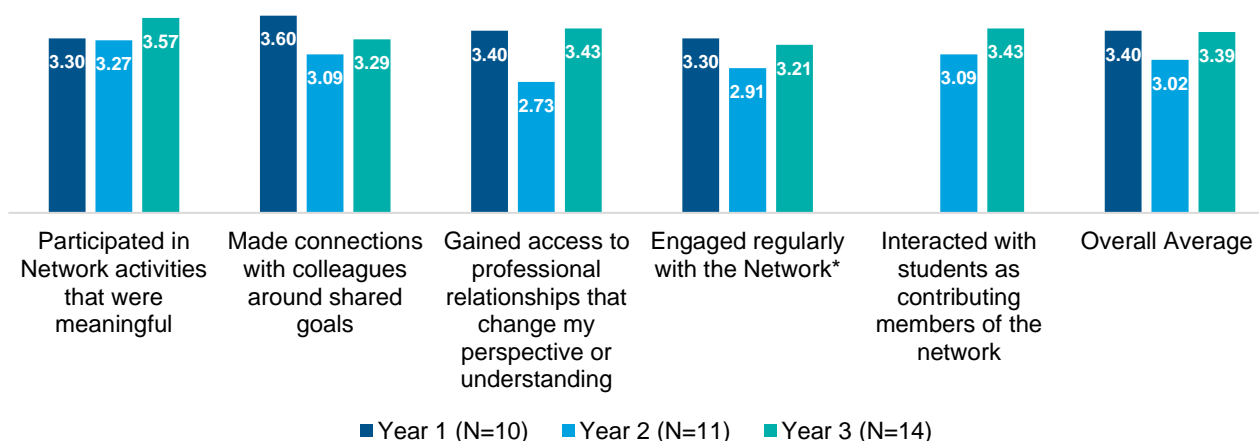 3.30
3.27
3.57
3.60
3.09
3.29
3.40
2.73
3.43
3.30
2.91
3.21
3.09
3.43
3.40
3.02
3.39
Participated in
Network activities
that were
meaningful
Made connections
with colleagues
around shared
goals
Gained access to
professional
relationships that
change my
perspective or
understanding
Engaged regularly
with the Network*
Interacted with
students as
contributing
members of the
network
Overall Average
Year 1 (N=10)
Year 2 (N=11)
Year 3 (N=14)